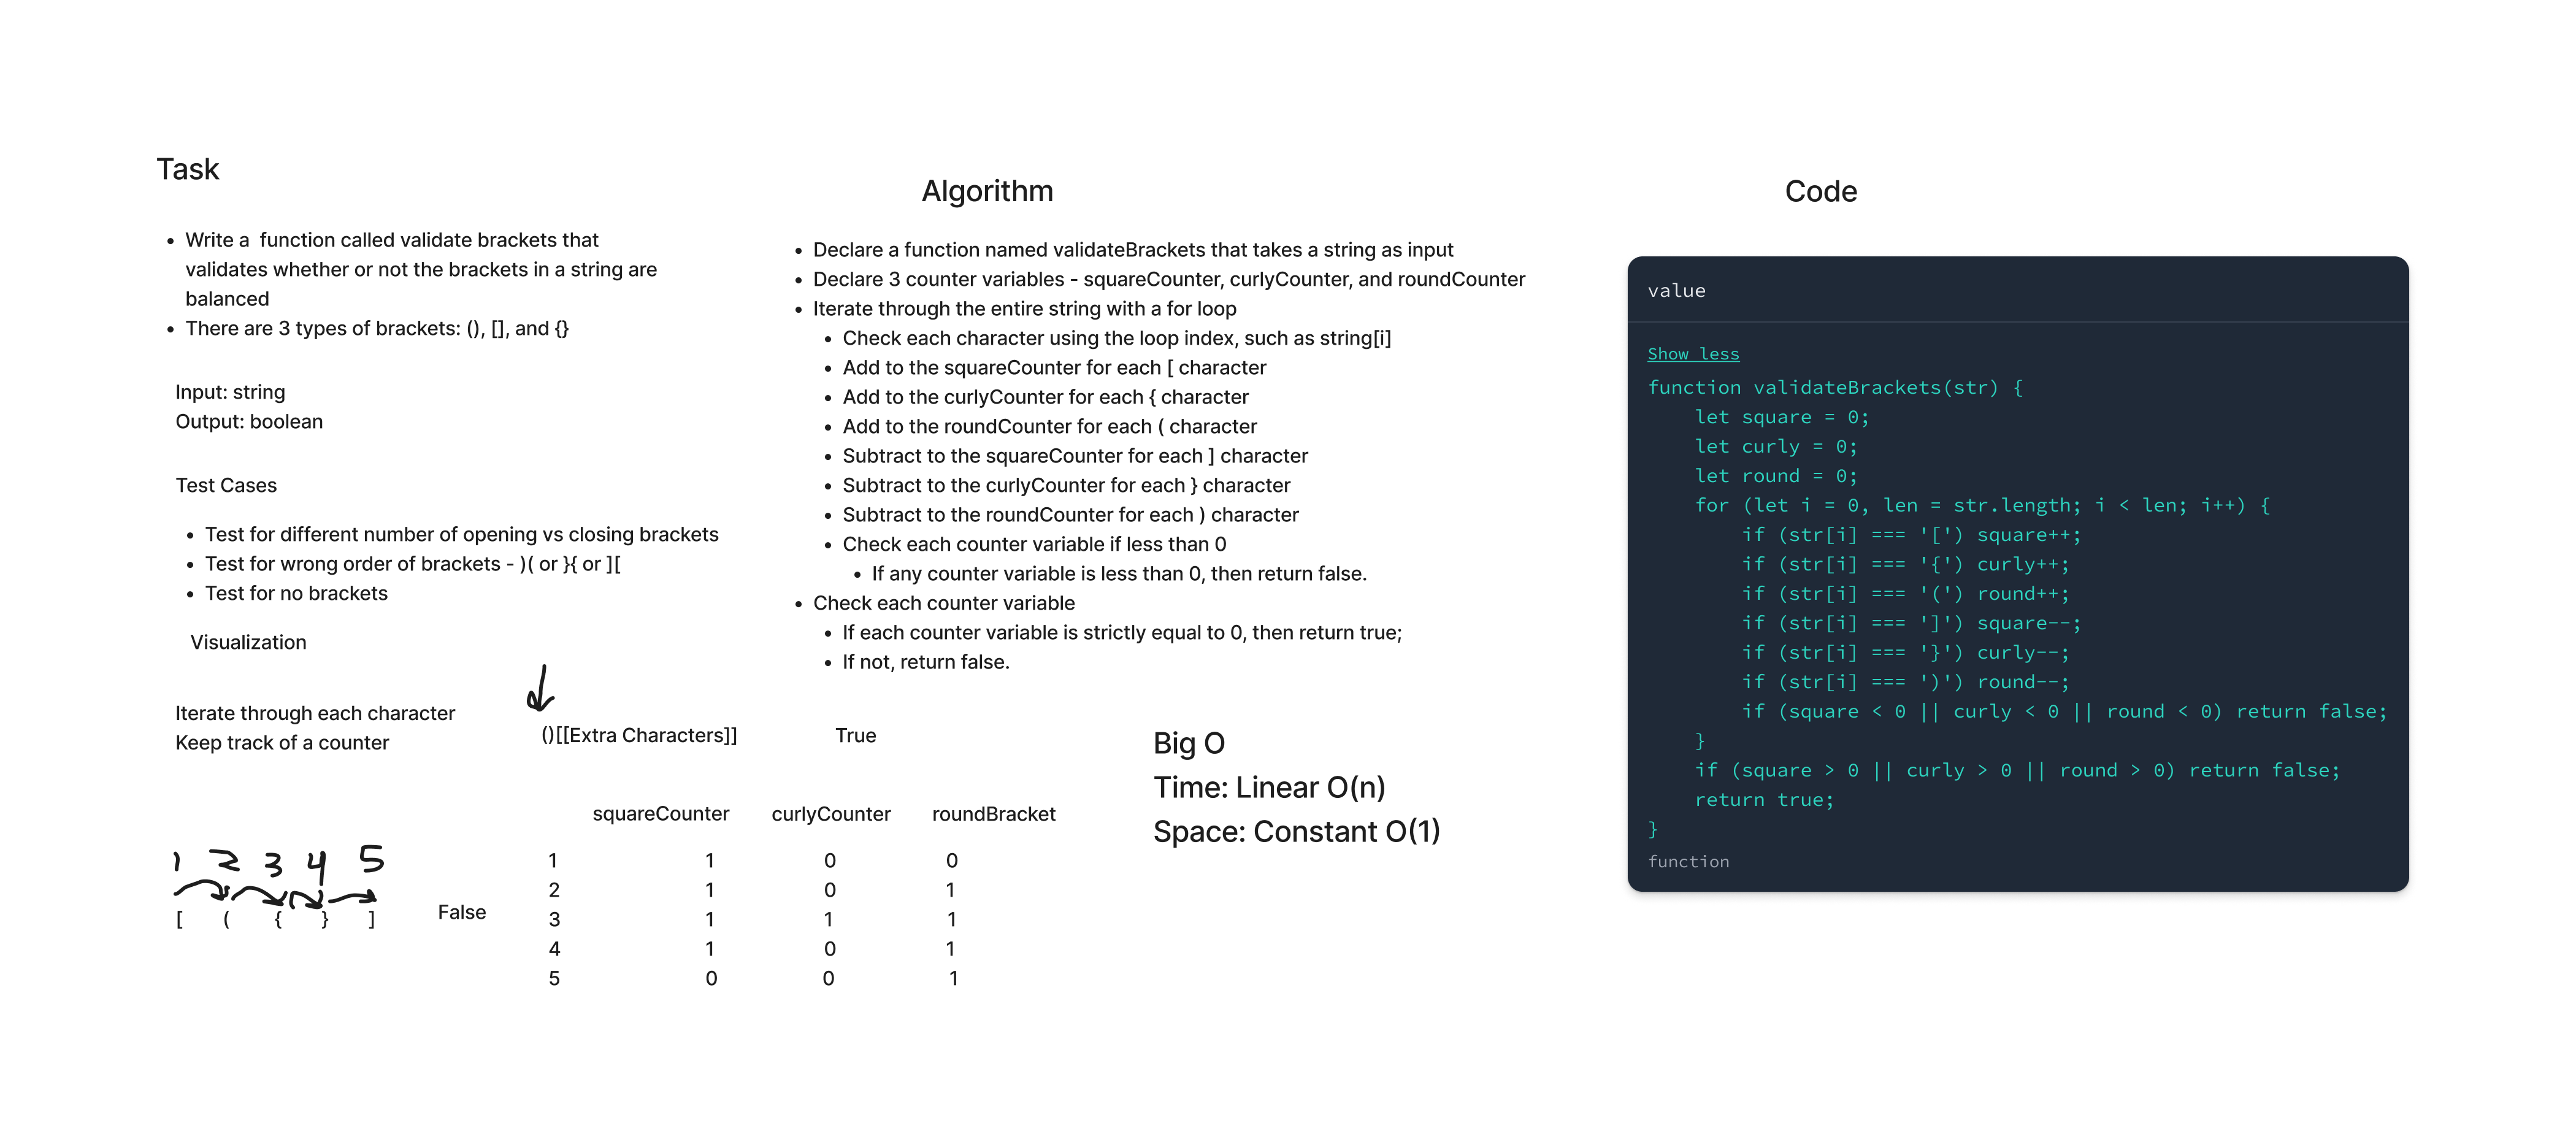 Task
Write a  function called validate brackets that
validates whether or not the brackets in a string are
balanced
There are 3 types of brackets: (), [], and {}
Input: string
Output: boolean
Test Cases
Test for different number of opening vs closing brackets
Test for wrong order of brackets - )( or }{ or ][
Test for no brackets
Visualization
Iterate through each character
Keep track of a counter
()[[Extra Characters]]
True
1 2 3 4 5
[ ( { } ]
False
squareCounter curlyCounter roundBracket
1 1 0 0
2 1 0 1
3 1 1 1
4 1 0 1
5 0 0 1
Algorithm
Declare a function named validateBrackets that takes a string as input
Declare 3 counter variables - squareCounter, curlyCounter, and roundCounter
Iterate through the entire string with a for loop
Check each character using the loop index, such as string[i]
Add to the squareCounter for each [ character
Add to the curlyCounter for each { character
Add to the roundCounter for each ( character
Subtract to the squareCounter for each ] character
Subtract to the curlyCounter for each } character
Subtract to the roundCounter for each ) character
Check each counter variable if less than 0
If any counter variable is less than 0, then return false.
Check each counter variable
If each counter variable is strictly equal to 0, then return true;
If not, return false.
Big O
Time: Linear O(n)
Space: Constant O(1)
Code
value
Show less
function validateBrackets(str) {
    let square = 0;
    let curly = 0;
    let round = 0;
    for (let i = 0, len = str.length; i < len; i++) {
        if (str[i] === '[') square++;
        if (str[i] === '{') curly++;
        if (str[i] === '(') round++;
        if (str[i] === ']') square--;
        if (str[i] === '}') curly--;
        if (str[i] === ')') round--;
        if (square < 0 || curly < 0 || round < 0) return false;
    }
    if (square > 0 || curly > 0 || round > 0) return false;
    return true;
}
function